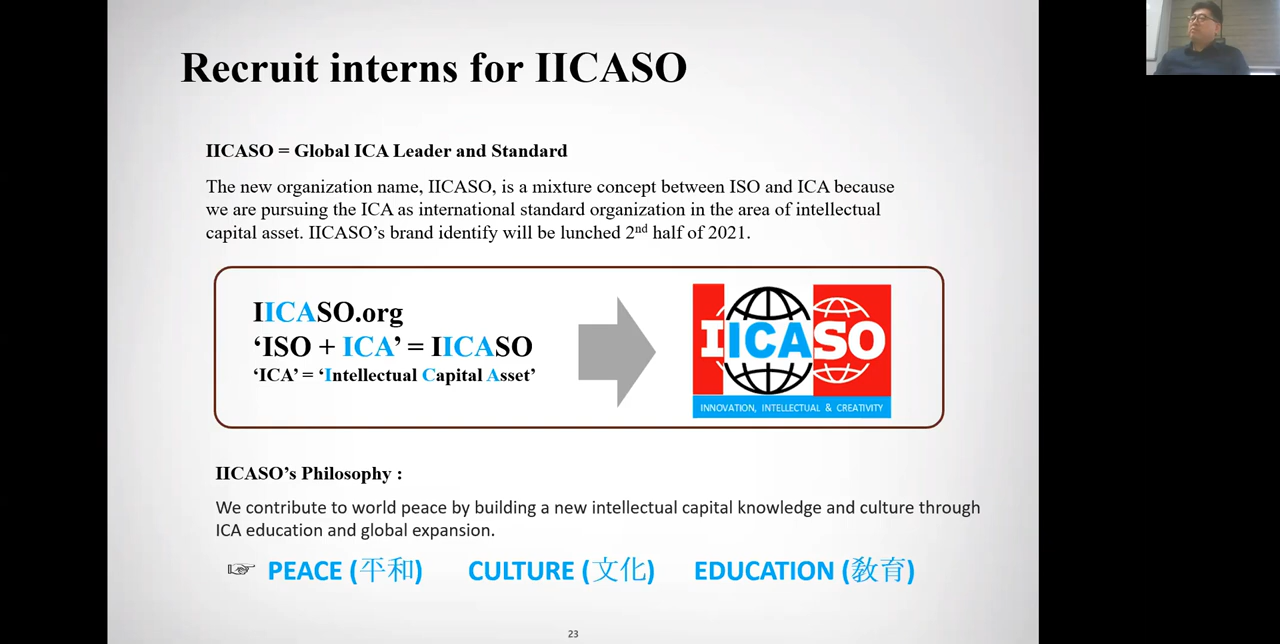 Recruit interns for IICASO
IICASO = Global ICA Leader and Standard
The new organization name, IICASO, is a mixture concept between ISO and ICA because
we are pursuing the ICA as international standard organization in the area of intellectual
capital asset. IICASO's brand identify will be lunched 2nd half of 2021.
IICASO.org
‘ISO + ICA’ = IICASO
‘ICA’ = ‘Intellectual Capital Asset’
IICASO
INNOVATION, INTELLECTUAL & CREATIVITY
IICASO's Philosophy :
We contribute to world peace by building a new intellectual capital knowledge and culture through
ICA education and global expansion.
☞ PEACE (平和) CULTURE (文化) EDUCATION (敎育)
23